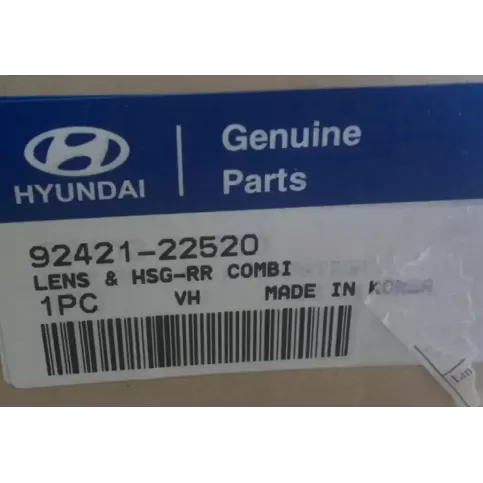 Genuine
HYUNDAI
Parts
92421-22520
LENS & HSG-RR COMBI
1PC VH MADE IN KOREA